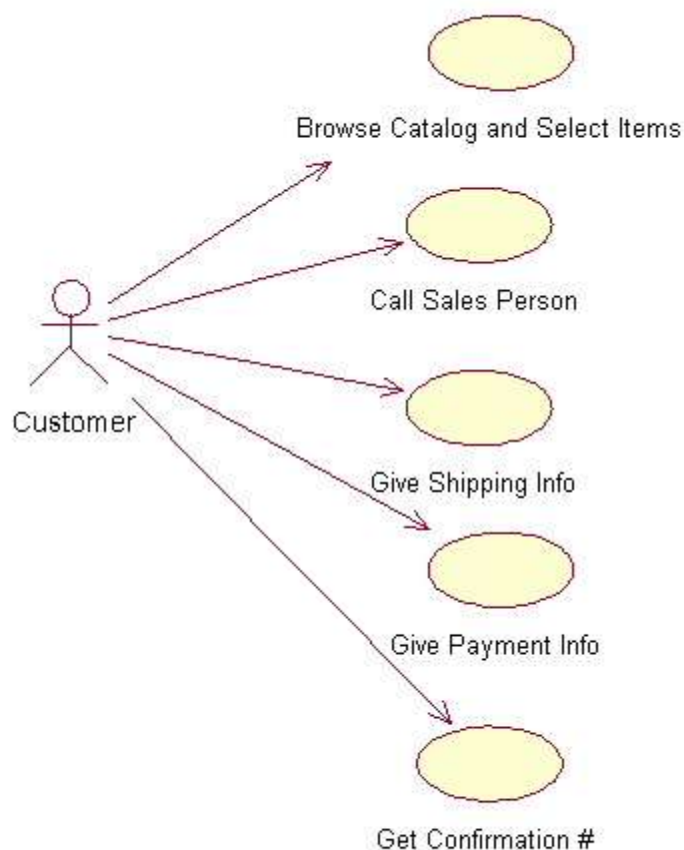 Browse Catalog and Select Items
Call Sales Person
Customer
Give Shipping Info
Give Payment Info
Get Confirmation #